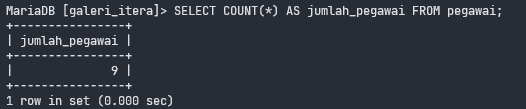 MariaDB [galeri_itera]> SELECT COUNT(*) AS jumlah_pegawai FROM pegawai;
+----------------+
| jumlah_pegawai |
+----------------+
|              9 |
+----------------+
1 row in set (0.000 sec)